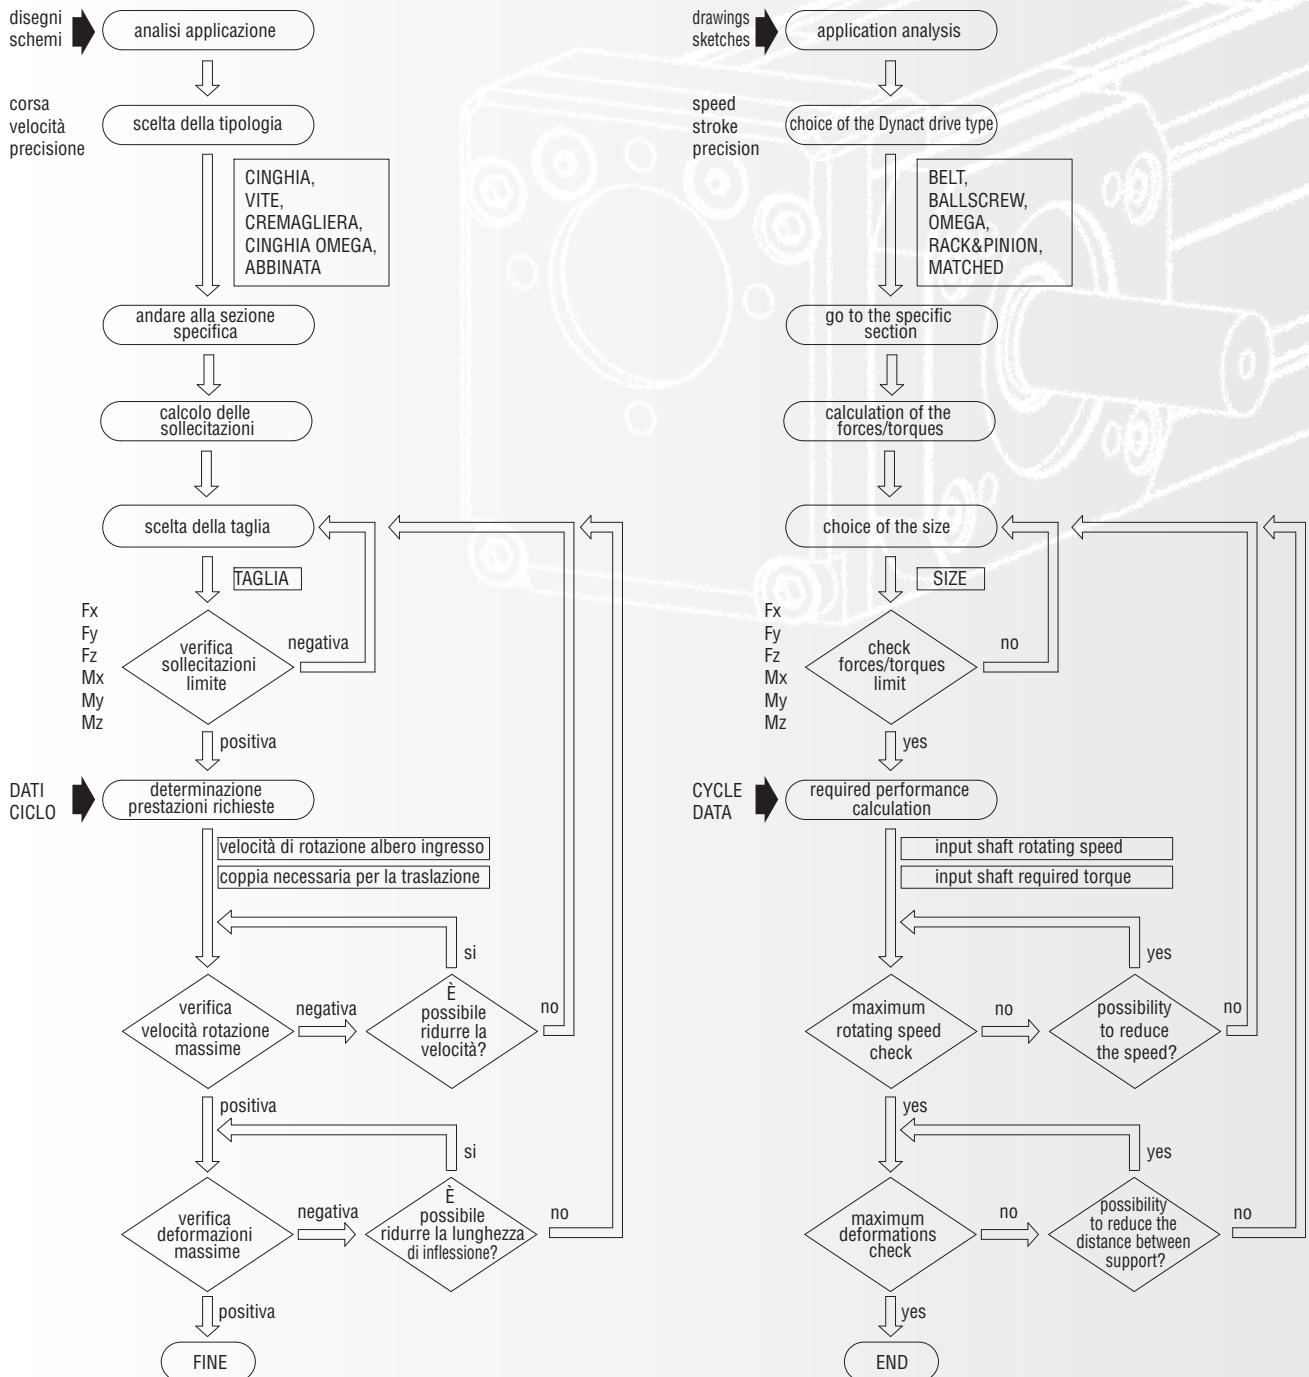 disegni
schemi
analisi applicazione
corsa
velocità
precisione
scelta della tipologia
CINGHIA,
VITE,
CREMAGLIERA,
CINGHIA OMEGA,
ABBINATA
andare alla sezione
specifica
calcolo delle
sollecitazioni
scelta della taglia
TAGLIA
Fx
Fy
Fz
Mx
My
Mz
verifica
sollecitazioni
limite
negativa
positiva
DATI
CICLO
determinazione
prestazioni richieste
velocità di rotazione albero ingresso
coppia necessaria per la traslazione
si
verifica
velocità rotazione
massime
negativa
È
possibile
ridurre la
velocità?
no
positiva
si
verifica
deformazioni
massime
negativa
È
possibile
ridurre la lunghezza
di inflessione?
no
positiva
FINE
drawings
sketches
application analysis
speed
stroke
precision
choice of the Dynact drive type
BELT,
BALLSCREW,
OMEGA,
RACK&PINION,
MATCHED
go to the specific
section
calculation of the
forces/torques
choice of the size
SIZE
Fx
Fy
Fz
Mx
My
Mz
check
forces/torques
limit
no
yes
CYCLE
DATA
required performance
calculation
input shaft rotating speed
input shaft required torque
yes
maximum
rotating speed
check
no
possibility
to reduce
the speed?
no
yes
yes
maximum
deformations
check
no
possibility
to reduce the
distance between
support?
no
yes
END